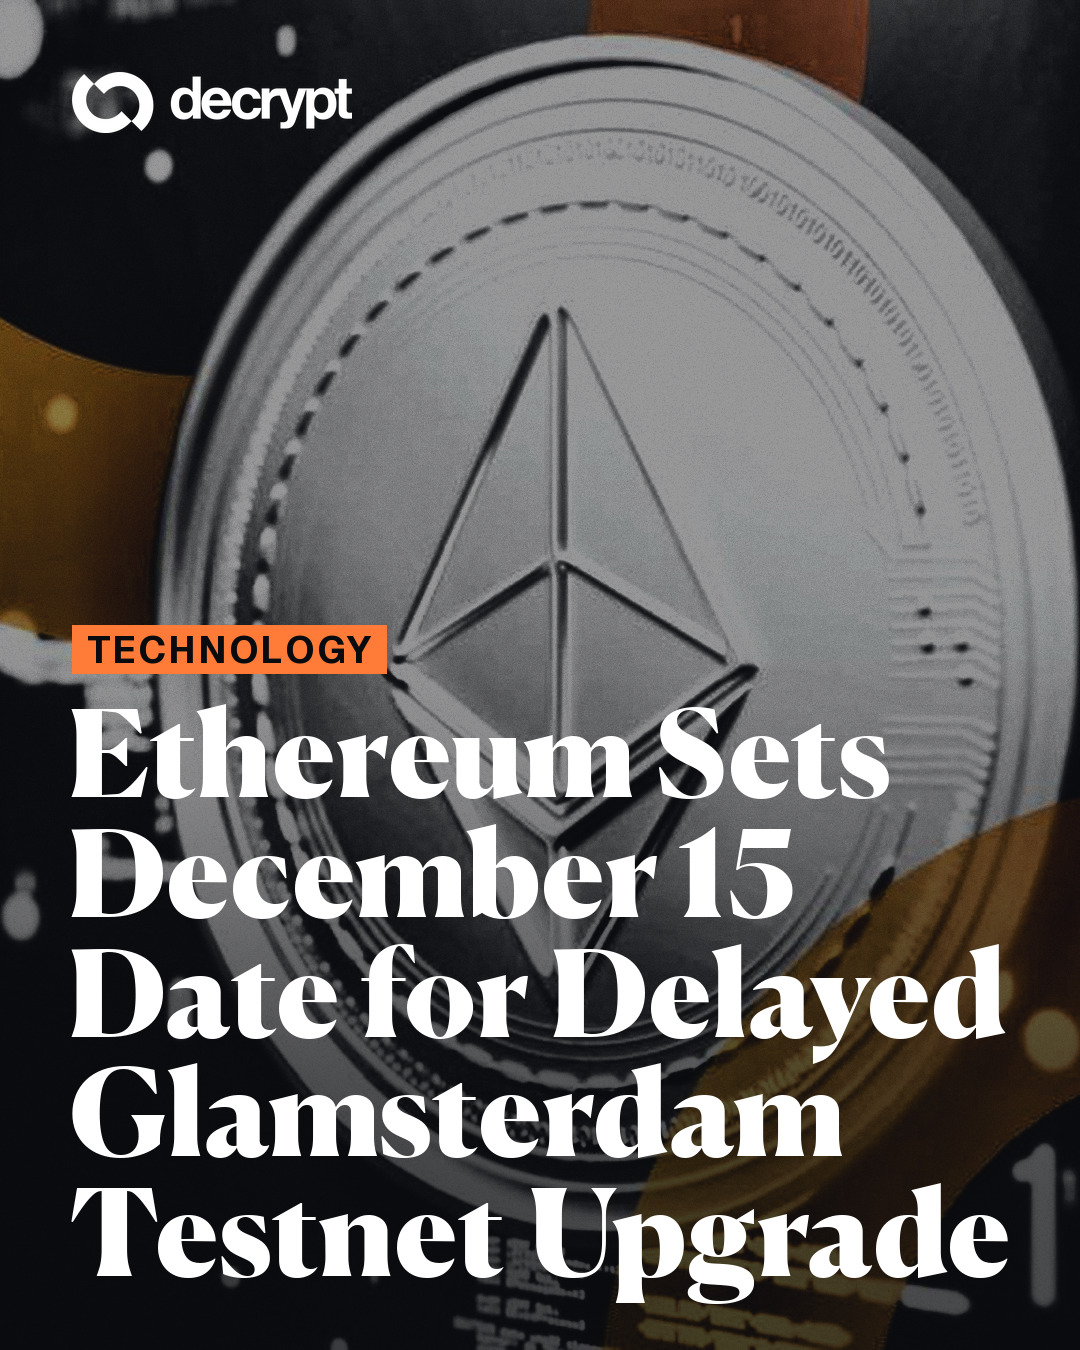 decrypt
TECHNOLOGY
Ethereum Sets
December 15
Date for Delayed
Glamsterdam
Testnet Upgrade